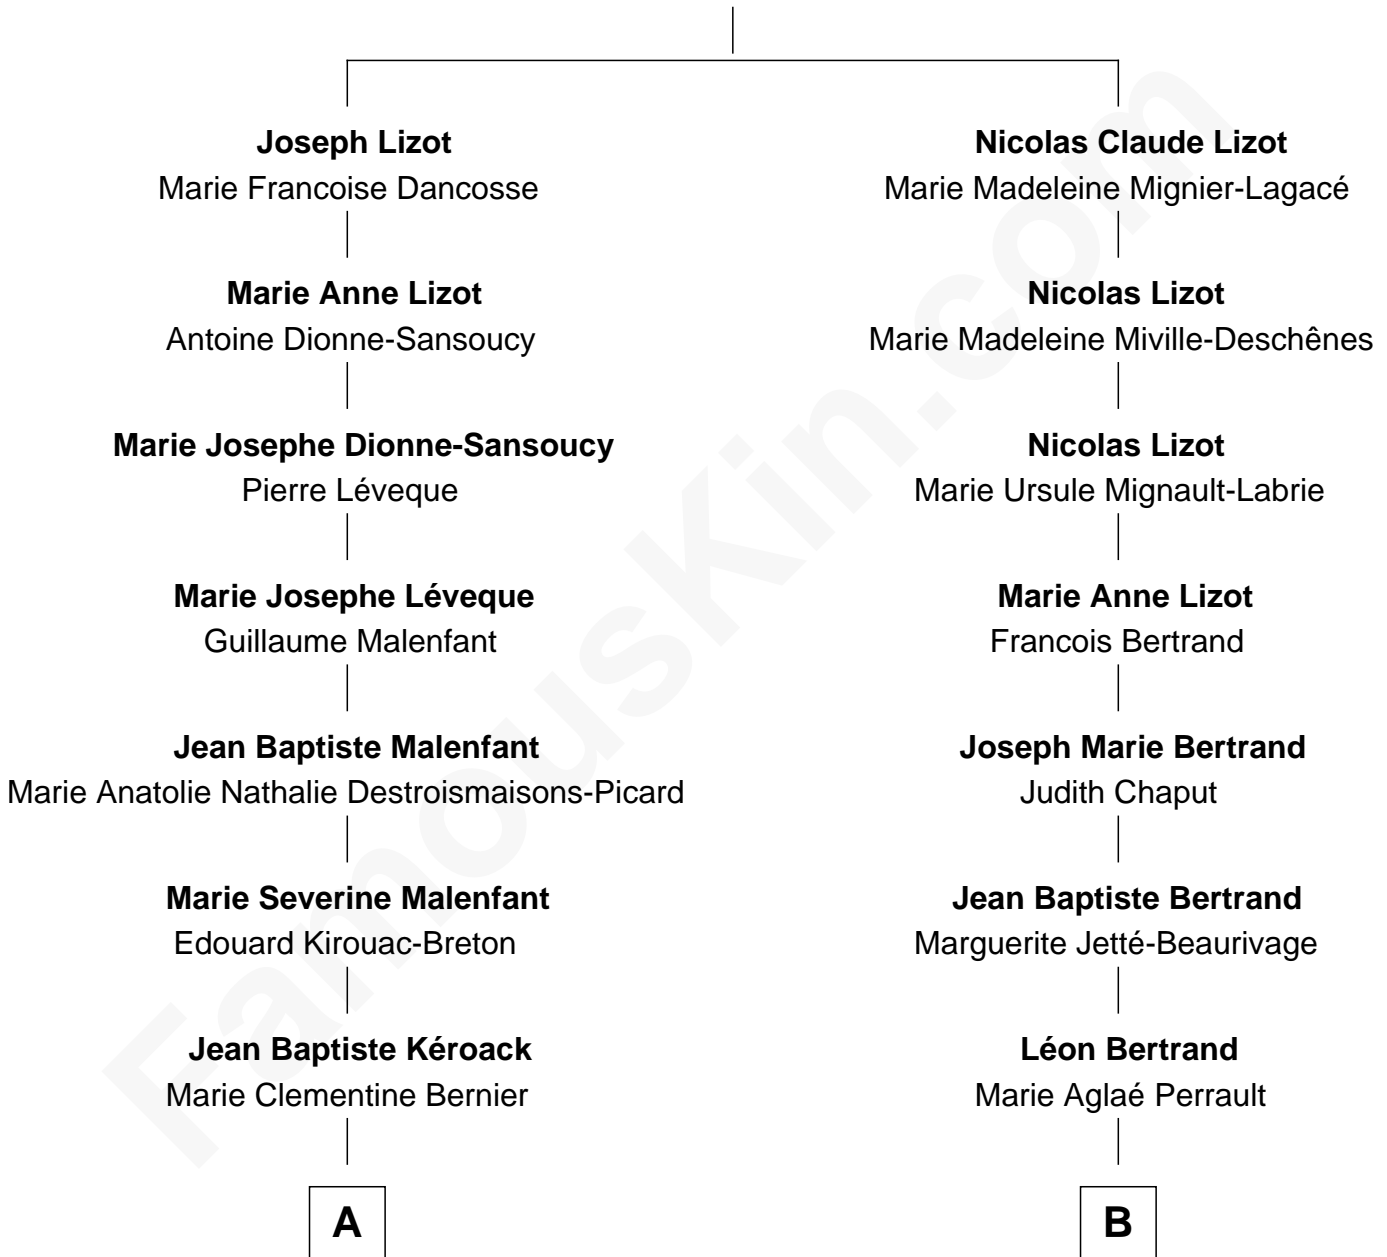 Joseph Lizot
Marie Francoise Dancosse
Marie Anne Lizot
Antoine Dionne-Sansoucy
Marie Josephe Dionne-Sansoucy
Pierre Léveque
Marie Josephe Léveque
Guillaume Malenfant
Jean Baptiste Malenfant
Marie Anatolie Nathalie Destroismaisons-Picard
Marie Severine Malenfant
Edouard Kirouac-Breton
Jean Baptiste Kéroack
Marie Clementine Bernier
A
Nicolas Claude Lizot
Marie Madeleine Mignier-Lagacé
Nicolas Lizot
Marie Madeleine Miville-Deschênes
Nicolas Lizot
Marie Ursule Mignault-Labrie
Marie Anne Lizot
Francois Bertrand
Joseph Marie Bertrand
Judith Chaput
Jean Baptiste Bertrand
Marguerite Jetté-Beaurivage
Léon Bertrand
Marie Aglaé Perrault
B
FamousKin.com